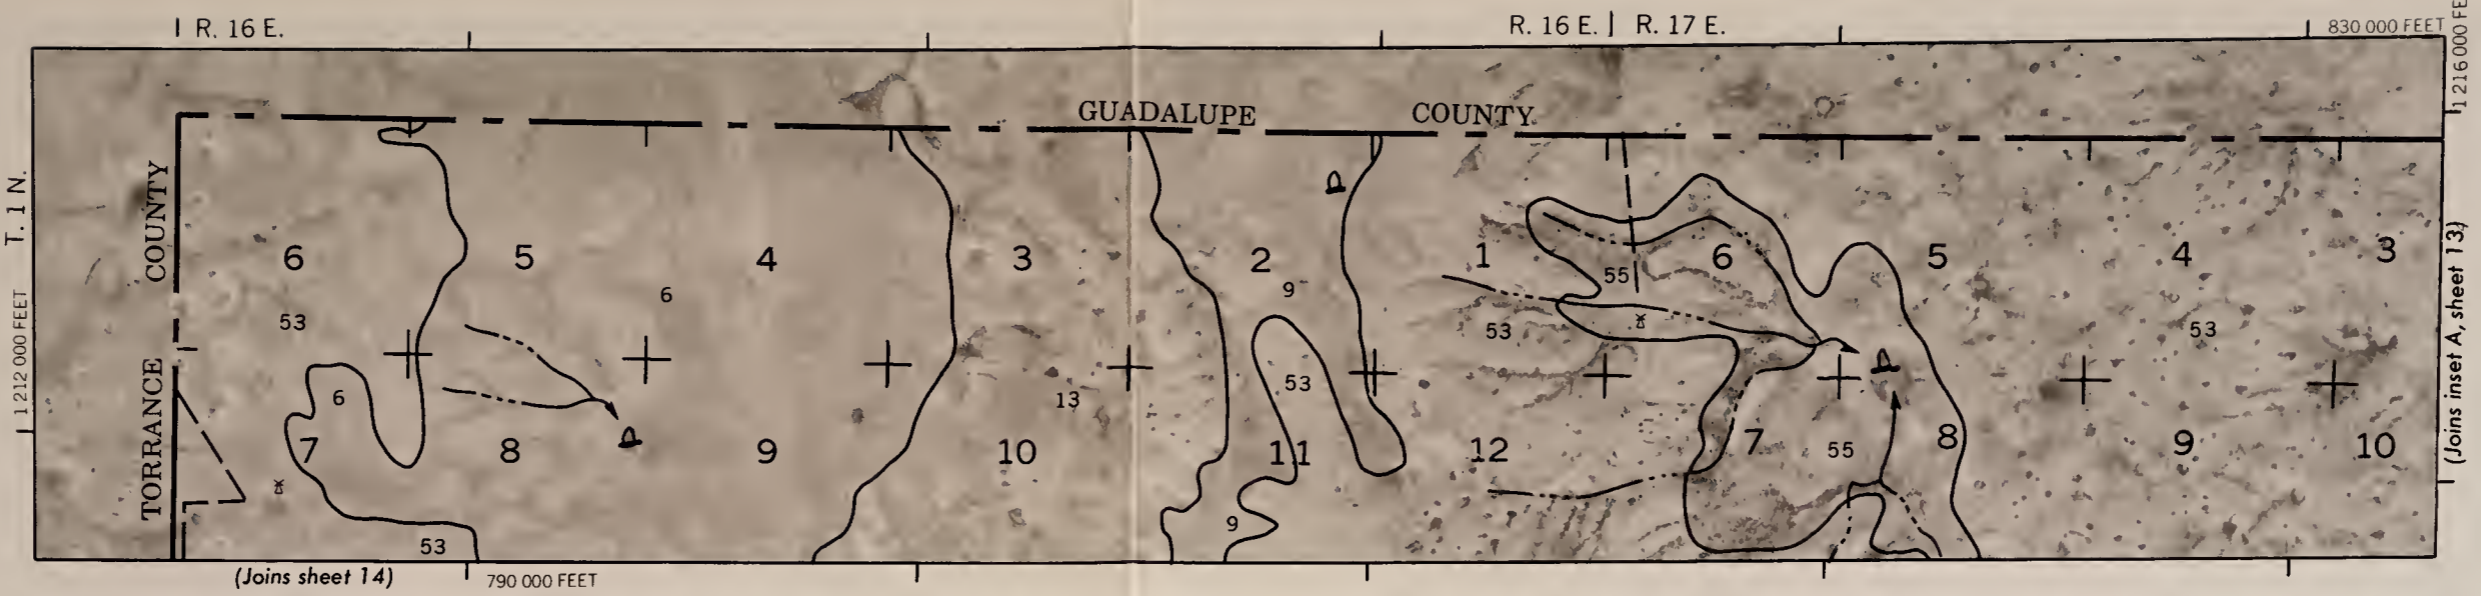 R. 16 E.
R. 16 E. | R. 17 E.
830 000 FEET
1 216 000 FE
GUADALUPE COUNTY
T. 1 N.
1 212 000 FEET
TORRANCE COUNTY
6 5 4 3 2 1 6 5 4 3
6 9 55
53 53 53
6 53 13
7 8 9 10 11 12 7 55 8 9 10
9
53
(Joins inset A, sheet 13)
(Joins sheet 14)
790 000 FEET